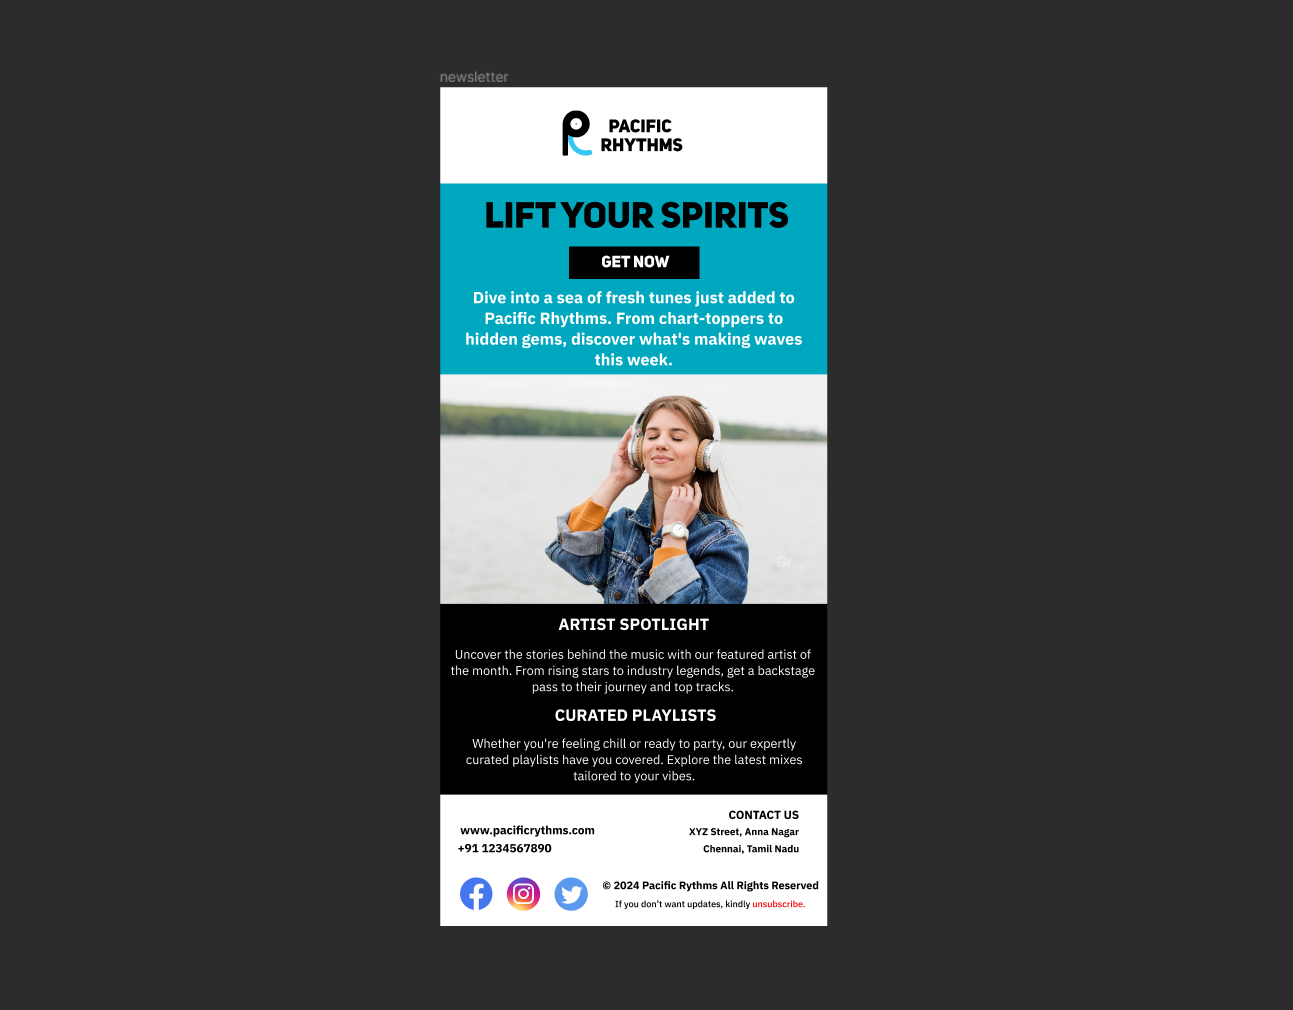 newsletter
PACIFIC
RHYTHMS
LIFT YOUR SPIRITS
GET NOW
Dive into a sea of fresh tunes just added to
Pacific Rhythms. From chart-toppers to
hidden gems, discover what's making waves
this week.
ARTIST SPOTLIGHT
Uncover the stories behind the music with our featured artist of
the month. From rising stars to industry legends, get a backstage
pass to their journey and top tracks.
CURATED PLAYLISTS
Whether you're feeling chill or ready to party, our expertly
curated playlists have you covered. Explore the latest mixes
tailored to your vibes.
www.pacificrythms.com
+91 1234567890
CONTACT US
XYZ Street, Anna Nagar
Chennai, Tamil Nadu
© 2024 Pacific Rythms All Rights Reserved
If you don't want updates, kindly unsubscribe.